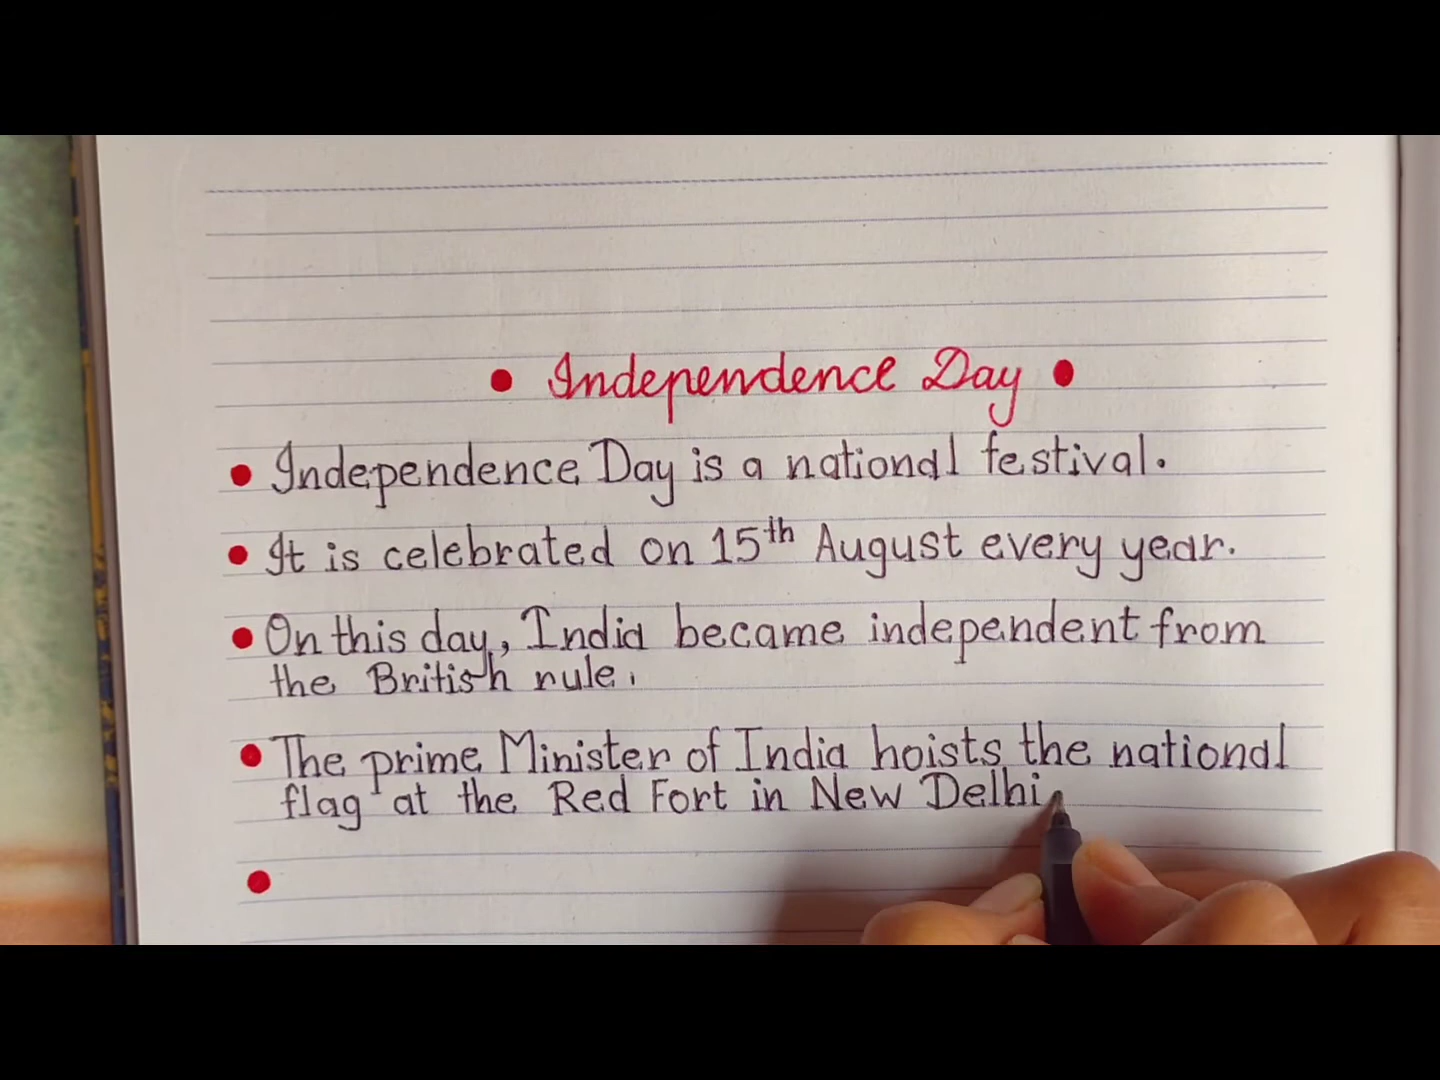 • Independence Day •
• Independence Day is a national festival.
• It is celebrated on 15th August every year.
• On this day, India became independent from
the British rule.
• The prime Minister of India hoists the national
flag at the Red Fort in New Delhi.
•